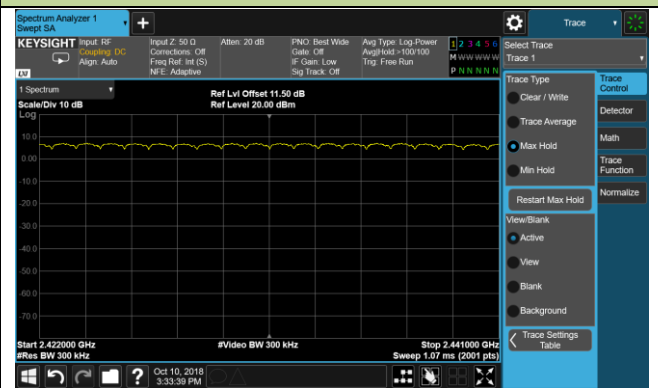 Spectrum Analyzer 1
Swept SA
+
Trace
KEYSIGHT
Input: RF
Coupling: DC
Align: Auto
Input Z: 50 Ω
Corrections: Off
Freq Ref: Int (S)
NFE: Adaptive
Atten: 20 dB
PNO: Best Wide
Gate: Off
IF Gain: Low
Sig Track: Off
Avg Type: Log-Power
Avg|Hold:>100/100
Trig: Free Run
1 2 3 4 5 6
M W W W W W
P N N N N N
LXI
Select Trace
Trace 1
1 Spectrum
Scale/Div 10 dB
Log
Ref Lvl Offset 11.50 dB
Ref Level 20.00 dBm
10.0
0.00
-10.0
-20.0
-30.0
-40.0
-50.0
-60.0
-70.0
Start 2.422000 GHz
#Res BW 300 kHz
#Video BW 300 kHz
Stop 2.441000 GHz
Sweep 1.07 ms (2001 pts)
Trace Type
Clear / Write
Trace Average
Max Hold
Min Hold
Restart Max Hold
View/Blank
Active
View
Blank
Background
Trace Settings
Table
Trace
Control
Detector
Math
Trace
Function
Normalize
?
Oct 10, 2018
3:33:39 PM